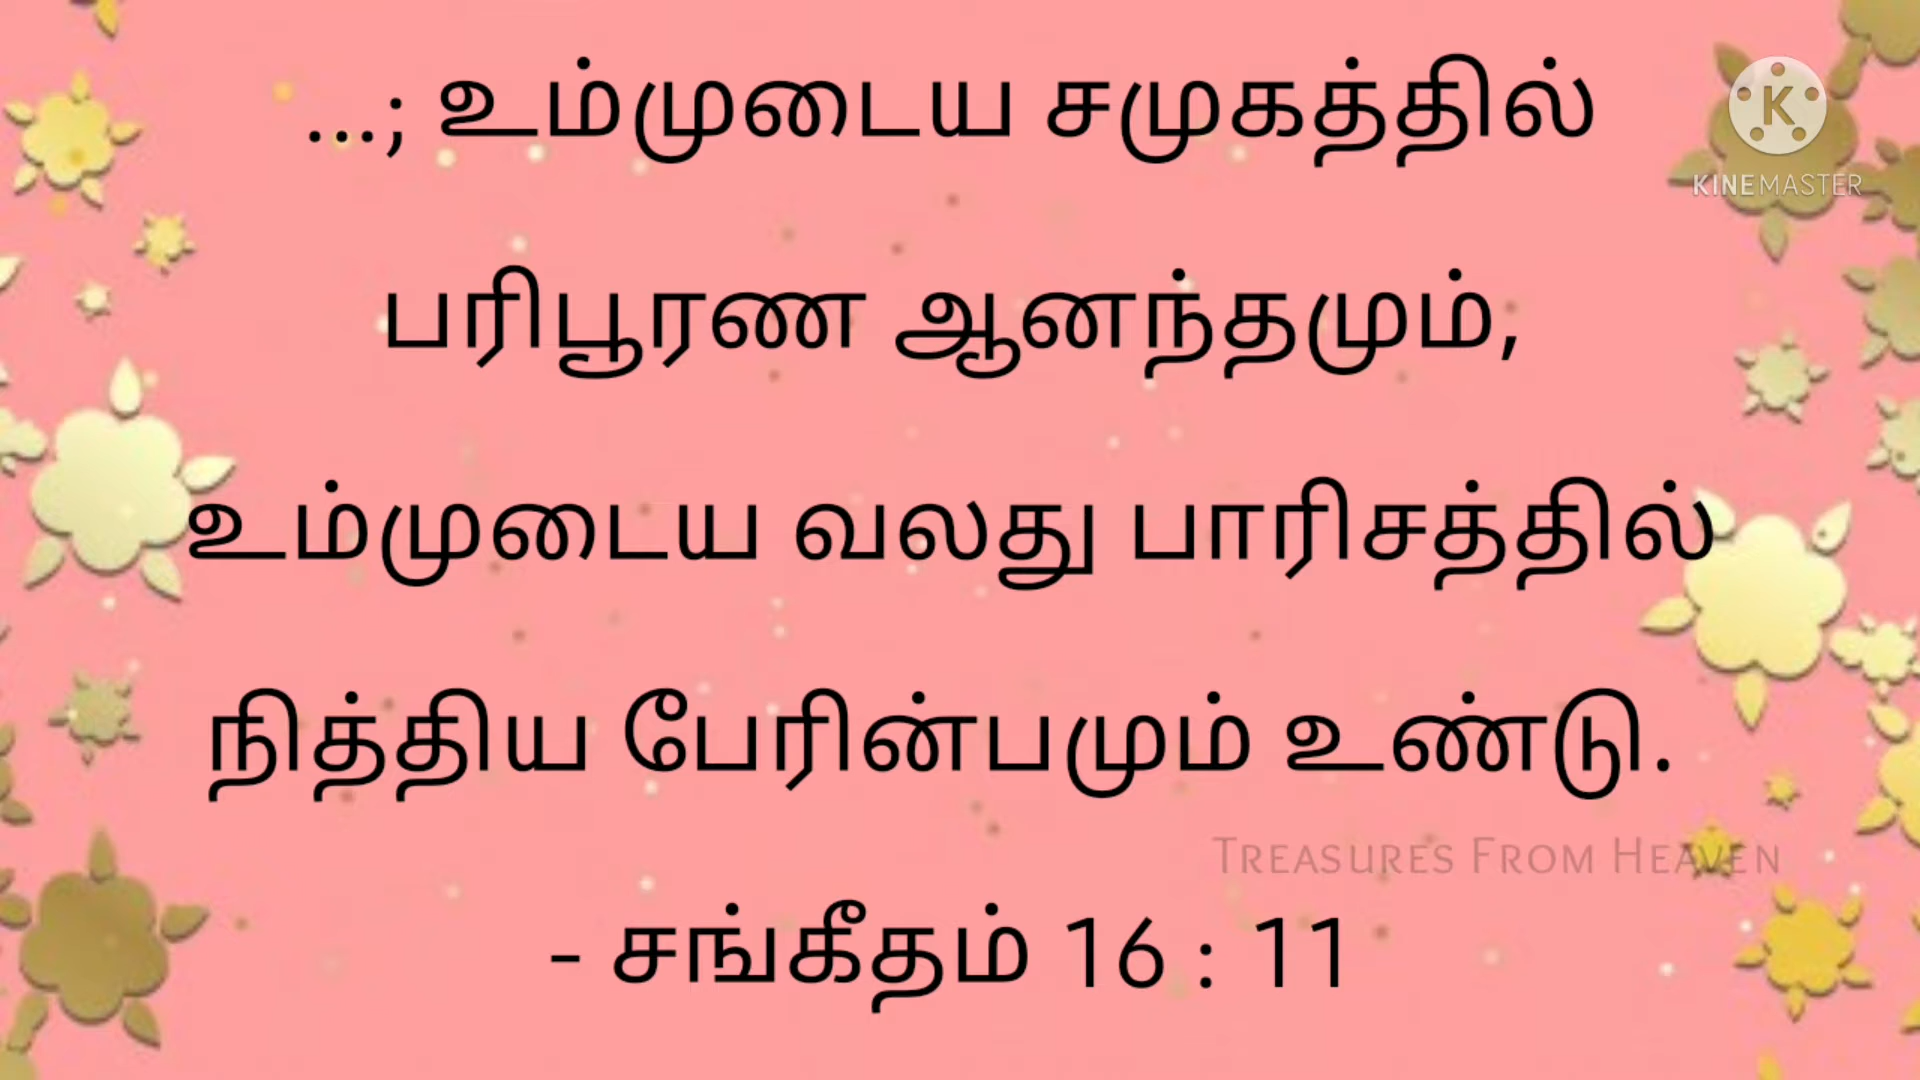 ...; உம்முடைய சமுகத்தில்
KINEMASTER
பரிபூரண ஆனந்தமும்,
உம்முடைய வலது பாரிசத்தில்
நித்திய பேரின்பமும் உண்டு.
TREASURES FROM HEAVEN
- சங்கீதம் 16 : 11